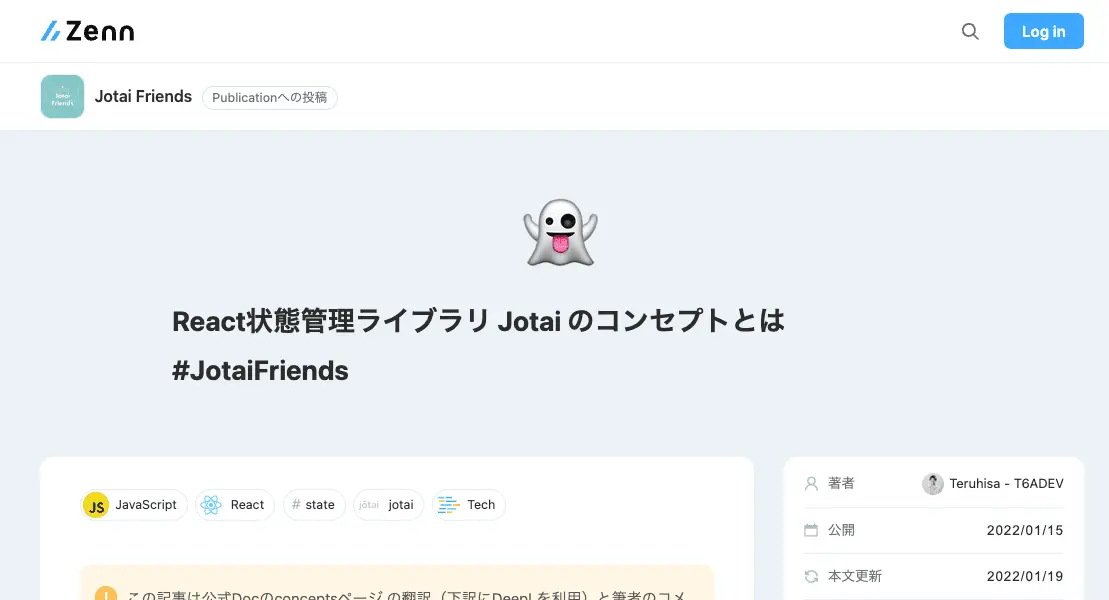 Zenn
Log in
Jotai Friends
Jotai Friends Publicationへの投稿
React状態管理ライブラリ Jotai のコンセプトとは
#JotaiFriends
JS JavaScript React # state jōtai jotai Tech
この記事は公式Docのconceptsページ の翻訳（下訳にDeepLを利用）と筆者のコメ
著者 Teruhisa - T6ADEV
公開 2022/01/15
本文更新 2022/01/19